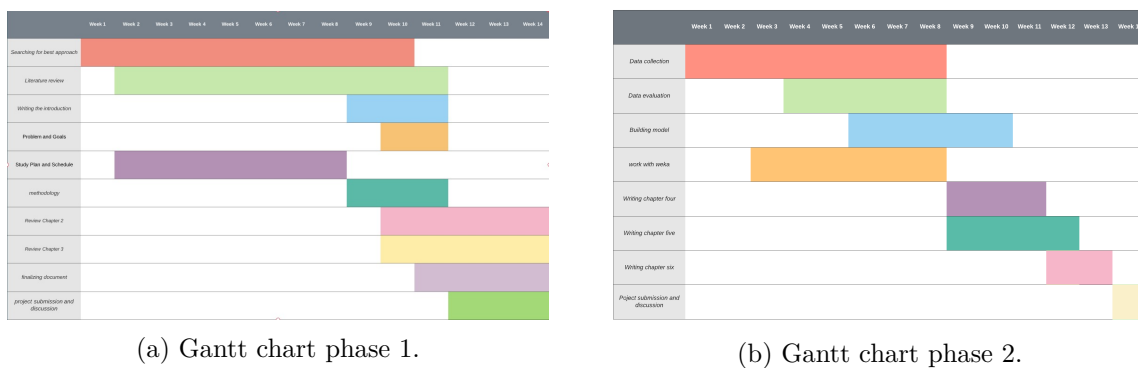 Week 1 Week 2 Week 3 Week 4 Week 5 Week 6 Week 7 Week 8 Week 9 Week 10 Week 11 Week 12 Week 13 Week 14
Searching for best approach
Literature review
Writing the introduction
Problem and Goals
Study Plan and Schedule
methodology
Review Chapter 2
Review Chapter 3
finalizing document
project submission and
discussion
(a) Gantt chart phase 1.
Week 1 Week 2 Week 3 Week 4 Week 5 Week 6 Week 7 Week 8 Week 9 Week 10 Week 11 Week 12 Week 13 Week 1
Data collection
Data evaluation
Building model
work with weka
Writing chapter four
Writing chapter five
Writing chapter six
Poject submission and
discussion
(b) Gantt chart phase 2.